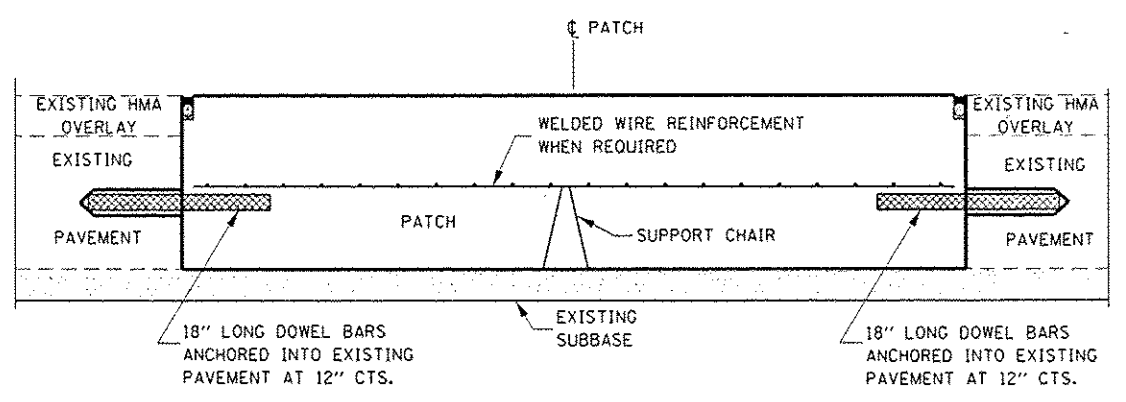 ℄ PATCH
EXISTING HMA
OVERLAY
EXISTING HMA
OVERLAY
WELDED WIRE REINFORCEMENT
WHEN REQUIRED
EXISTING
EXISTING
PATCH
SUPPORT CHAIR
PAVEMENT
PAVEMENT
EXISTING
SUBBASE
18" LONG DOWEL BARS
ANCHORED INTO EXISTING
PAVEMENT AT 12" CTS.
18" LONG DOWEL BARS
ANCHORED INTO EXISTING
PAVEMENT AT 12" CTS.